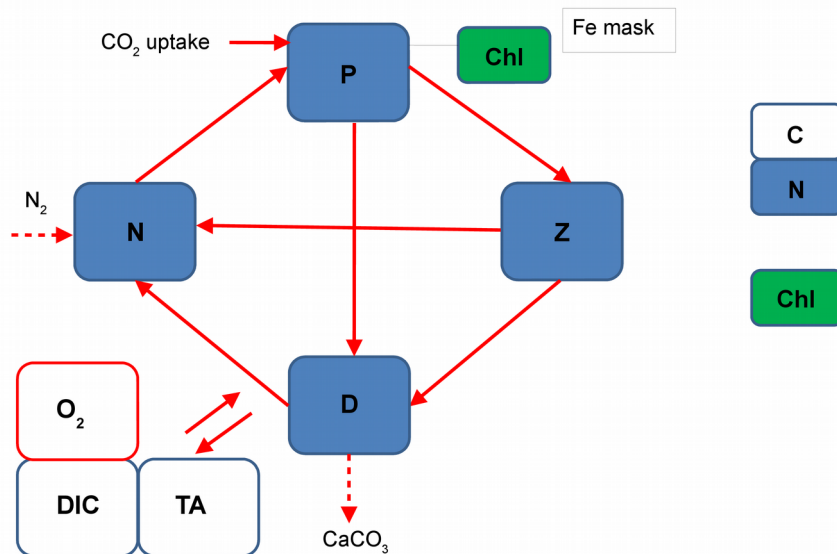 CO₂ uptake
P
Chl
Fe mask
C
N₂
N
Z
N
Chl
O₂
D
DIC
TA
CaCO₃